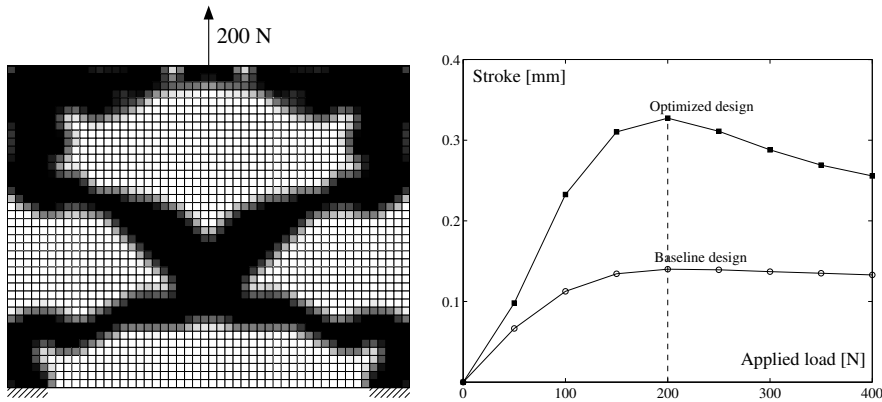 200 N
0.4
Stroke [mm]
Optimized design
0.3
0.2
Baseline design
0.1
Applied load [N]
0 100 200 300 400